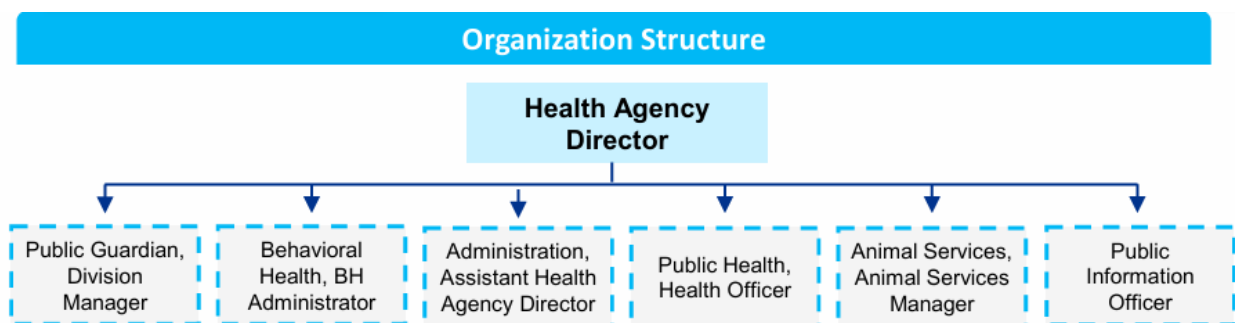 Organization Structure
Health Agency
Director
Public Guardian,
Division
Manager
Behavioral
Health, BH
Administrator
Administration,
Assistant Health
Agency Director
Public Health,
Health Officer
Animal Services,
Animal Services
Manager
Public
Information
Officer